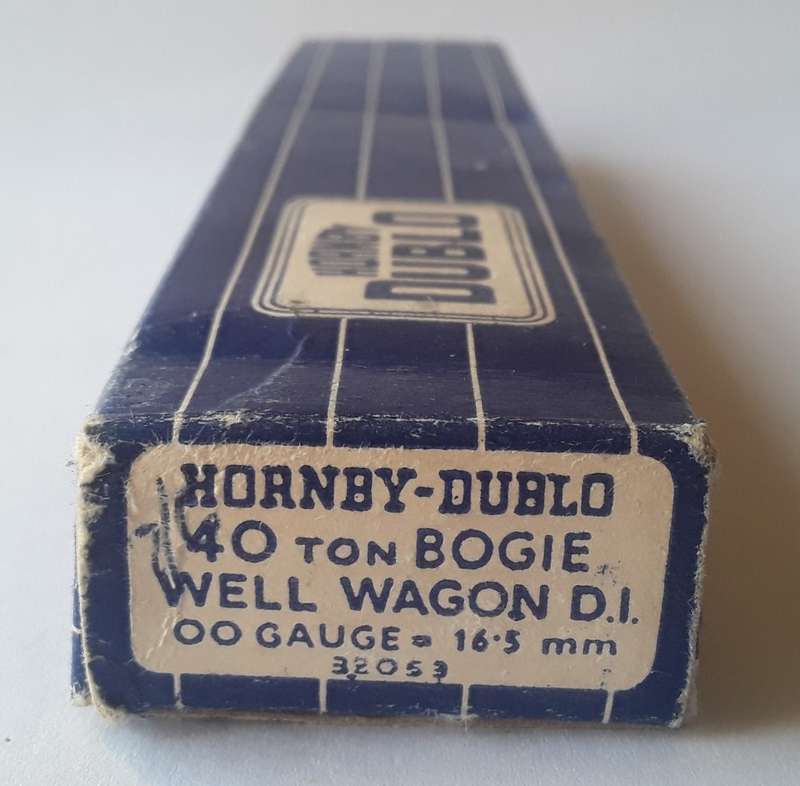 HORNBY
DUBLO
HORNBY-DUBLO
40 TON BOGIE
WELL WAGON D.I.
OO GAUGE = 16·5 mm
32053